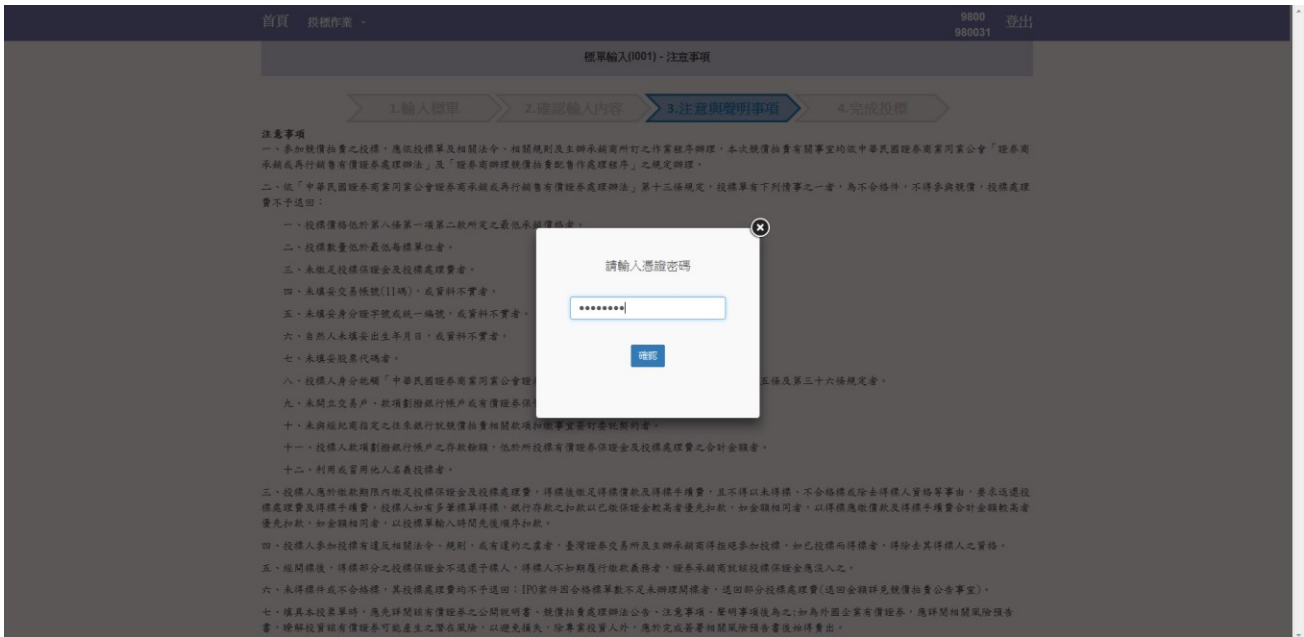 首頁 投標作業
9800
980031
登出
標單輸入(I001) - 注意事項
1.輸入標單 2.確認輸入內容 3.注意與聲明事項 4.完成投標
注意事項
一、參加競價拍賣之投標,應依投標單及相關法令、相關規則及主辦承銷商所訂之作業程序辦理,本次競價拍賣有關事宜均依中華民國證券商業同業公會「證券商
承銷或再行銷售有價證券處理辦法」及「證券商辦理競價拍賣配售作處理程序」之規定辦理。
二、依「中華民國證券商業同業公會證券商承銷或再行銷售有價證券處理辦法」第十三條規定,投標單有下列情事之一者,為不合格件,不得參與競價,投標處理
費不予退回:
一、投標價格低於第八條第一項第二款所定之最低承銷價格者。
二、投標數量低於最低每標單位者。
三、未繳足投標保證金及投標處理費者。
四、未填妥交易帳號(11碼),或資料不實者。
五、未填妥身分證字號或統一編號,或資料不實者。
六、自然人未填妥出生年月日,或資料不實者。
七、未填妥股票代碼者。
八、投標人身分牴觸「中華民國證券商業同業公會證 五條及第三十六條規定者。
九、未開立交易戶、款項劃撥銀行帳戶或有價證券保
十、未與經紀商指定之往來銀行就競價拍賣相關款項扣繳事宜簽訂委託契約者。
十一、投標人款項劃撥銀行帳戶之存款餘額,低於所投標有價證券保證金及投標處理費之合計金額者。
十二、利用或冒用他人名義投標者。
三、投標人應於繳款期限內繳足投標保證金及投標處理費,得標後繳足得標價款及得標手續費,且不得以未得標、不合格標或除去得標人資格等事由,要求返還投
標處理費及得標手續費,投標人如有多筆標單得標,銀行存款之扣款以已繳保證金較高者優先扣款,如金額相同者,以得標應繳價款及得標手續費合計金額較高者
優先扣款,如金額相同者,以投標單輸入時間先後順序扣款。
四、投標人參加投標有違反相關法令、規則,或有違約之虞者,臺灣證券交易所及主辦承銷商得拒絕參加投標,如已投標而得標者,得除去其得標人之資格。
五、經開標後,得標部分之投標保證金不退還予標人,得標人不如期履行繳款義務者,證券承銷商就該投標保證金應沒入之。
六、未得標件或不合格標,其投標處理費均不予退回;IPO案件因合格標單數不足未辦理開標者,退回部分投標處理費(退回金額詳見競價拍賣公告事宜)。
七、填具本投票單時,應先詳閱該有價證券之公開說明書、競價拍賣處理辦法公告、注意事項、聲明事項後為之;如為外國企業有價證券,應詳閱相關風險預告
書,瞭解投資該有價證券可能產生之潛在風險,以避免損失,除專業投資人外,應於完成簽署相關風險預告書後始得賣出。
請輸入憑證密碼
確認